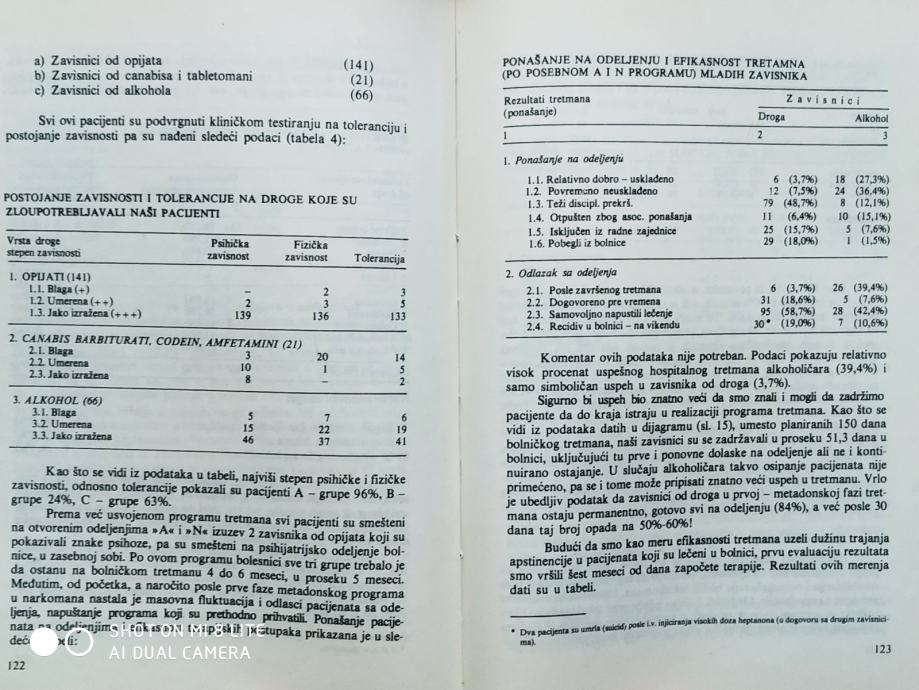 a) Zavisnici od opijata (141)
b) Zavisnici od canabisa i tabletomani (21)
c) Zavisnici od alkohola (66)
Svi ovi pacijenti su podvrgnuti kliničkom testiranju na toleranciju i
postojanje zavisnosti pa su nađeni sledeći podaci (tabela 4):
POSTOJANJE ZAVISNOSTI I TOLERANCIJE NA DROGE KOJE SU
ZLOUPOTREBLJAVALI NAŠI PACIJENTI
Vrsta droge Psihička Fizička
stepen zavisnosti zavisnost zavisnost Tolerancija
1. OPIJATI (141)
1.1. Blaga (+) – 2 3
1.2. Umerena (++) 2 3 5
1.3. Jako izražena (+++) 139 136 133
2. CANABIS BARBITURATI, CODEIN, AMFETAMINI (21)
2.1. Blaga 3 20 14
2.2. Umerena 10 1 5
2.3. Jako izražena 8 – 2
3. ALKOHOL (66)
3.1. Blaga 5 7 6
3.2. Umerena 15 22 19
3.3. Jako izražena 46 37 41
Kao što se vidi iz podataka u tabeli, najviši stepen psihičke i fizičke
zavisnosti, odnosno tolerancije pokazali su pacijenti A – grupe 96%, B –
grupe 24%, C – grupe 63%.
Prema već usvojenom programu tretmana svi pacijenti su smešteni
na otvorenim odeljenjima »A« i »N« izuzev 2 zavisnika od opijata koji su
pokazivali znake psihoze, pa su smešteni na psihijatrijsko odeljenje bol-
nice, u zasebnoj sobi. Po ovom programu bolesnici sve tri grupe trebalo je
da ostanu na bolničkom tretmanu 4 do 6 meseci, u proseku 5 meseci.
Međutim, od početka, a naročito posle prve faze metadonskog programa
u narkomana nastala je masovna fluktuacija i odlasci pacijenata sa ode-
ljenja, napuštanje programa koji su prethodno prihvatili. Ponašanje pacije-
nata na odeljenjima postupaka prikazana je u sle-
SHOT ON MI 8 LITE
AI DUAL CAMERA
122
PONAŠANJE NA ODELJENJU I EFIKASNOST TRETAMNA
(PO POSEBNOM A I N PROGRAMU) MLADIH ZAVISNIKA
Rezultati tretmana Zavisnici
(ponašanje) Droga Alkohol
1 2 3
1. Ponašanje na odeljenju
1.1. Relativno dobro – usklađeno 6 (3,7%) 18 (27,3%)
1.2. Povremeno neusklađeno 12 (7,5%) 24 (36.4%)
1.3. Teži discipl. prekrš. 79 (48,7%) 8 (12,1%)
1.4. Otpušten zbog asoc. ponašanja 11 (6,4%) 10 (15,1%)
1.5. Isključen iz radne zajednice 25 (15,7%) 5 (7,6%)
1.6. Pobegli iz bolnice 29 (18,0%) 1 (1,5%)
2. Odlazak sa odeljenja
2.1. Posle završenog tretmana 6 (3,7%) 26 (39,4%)
2.2. Dogovoreno pre vremena 31 (18,6%) 5 (7,6%)
2.3. Samovoljno napustili lečenje 95 (58,7%) 28 (42,4%)
2.4. Recidiv u bolnici – na vikendu 30* (19,0%) 7 (10,6%)
Komentar ovih podataka nije potreban. Podaci pokazuju relativno
visok procenat uspešnog hospitalnog tretmana alkoholičara (39,4%) i
samo simboličan uspeh u zavisnika od droga (3,7%).
Sigurno bi uspeh bio znatno veći da smo znali i mogli da zadržimo
pacijente da do kraja istraju u realizaciji programa tretmana. Kao što se
vidi iz podataka datih u dijagramu (sl. 15), umesto planiranih 150 dana
bolničkog tretmana, naši zavisnici su se zadržavali u proseku 51,3 dana u
bolnici, uključujući tu prve i ponovne dolaske na odeljenje ali ne i konti-
nuirano ostajanje. U slučaju alkoholičara takvo osipanje pacijenata nije
primećeno, pa se i tome može pripisati znatno veći uspeh u tretmanu. Vrlo
je ubedljiv podatak da zavisnici od droga u prvoj – metadonskoj fazi tret-
mana ostaju permanentno, gotovo svi na odeljenju (84%), a već posle 30
dana taj broj opada na 50%-60%!
Budući da smo kao meru efikasnosti tretmana uzeli dužinu trajanja
apstinencije u pacijenata koji su lečeni u bolnici, prvu evaluaciju rezultata
smo vršili šest meseci od dana započete terapije. Rezultati ovih merenja
dati su u tabeli.
* Dva pacijenta su umrla (suicid) posle i.v. injiciranja visokih doza heptanona (u dogovoru sa drugim zavisnici-
ma).
123